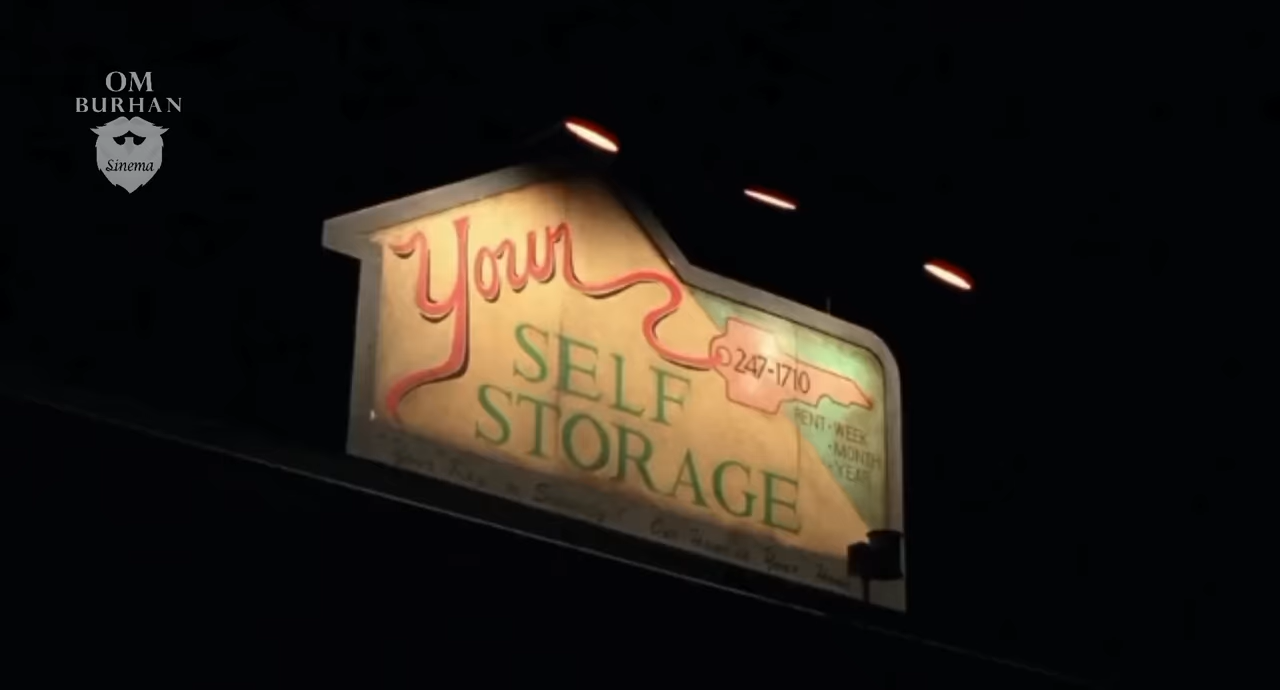 OM
BURHAN
Sinema
Your
SELF
STORAGE
247-1710
RENT · WEEK
· MONTH
· YEAR